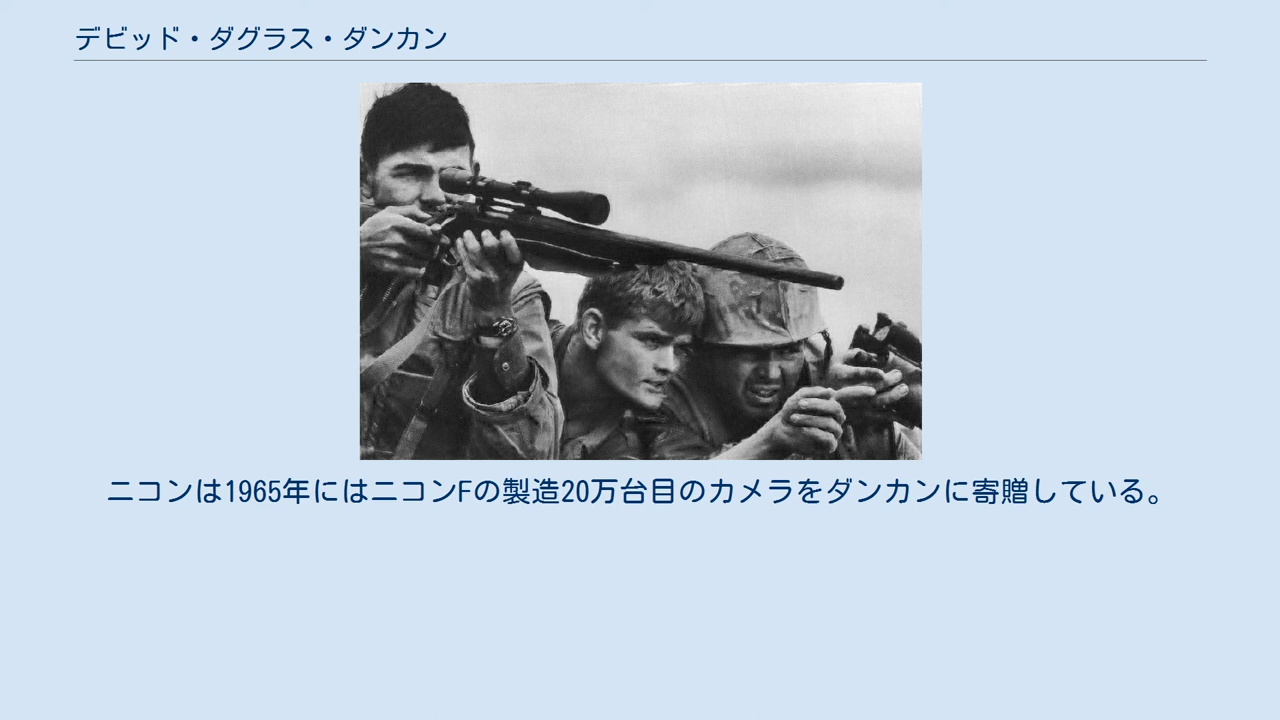 デビッド・ダグラス・ダンカン
ニコンは1965年にはニコンFの製造20万台目のカメラをダンカンに寄贈している。